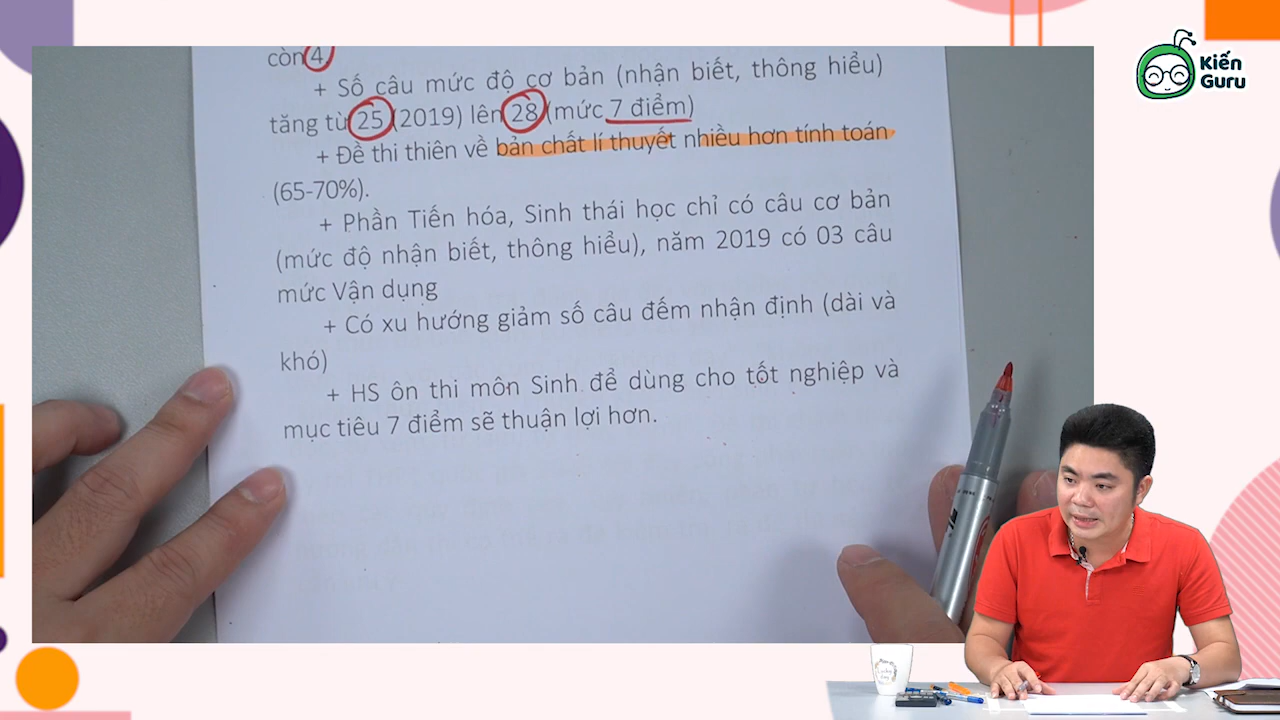 còn 4
+ Số câu mức độ cơ bản (nhận biết, thông hiểu)
tăng từ 25 (2019) lên 28 (mức 7 điểm)
+ Đề thi thiên về bản chất lí thuyết nhiều hơn tính toán
(65-70%).
+ Phần Tiến hóa, Sinh thái học chỉ có câu cơ bản
(mức độ nhận biết, thông hiểu), năm 2019 có 03 câu
mức Vận dụng
+ Có xu hướng giảm số câu đếm nhận định (dài và
khó)
+ HS ôn thi môn Sinh để dùng cho tốt nghiệp và
mục tiêu 7 điểm sẽ thuận lợi hơn.
Kiến
Guru